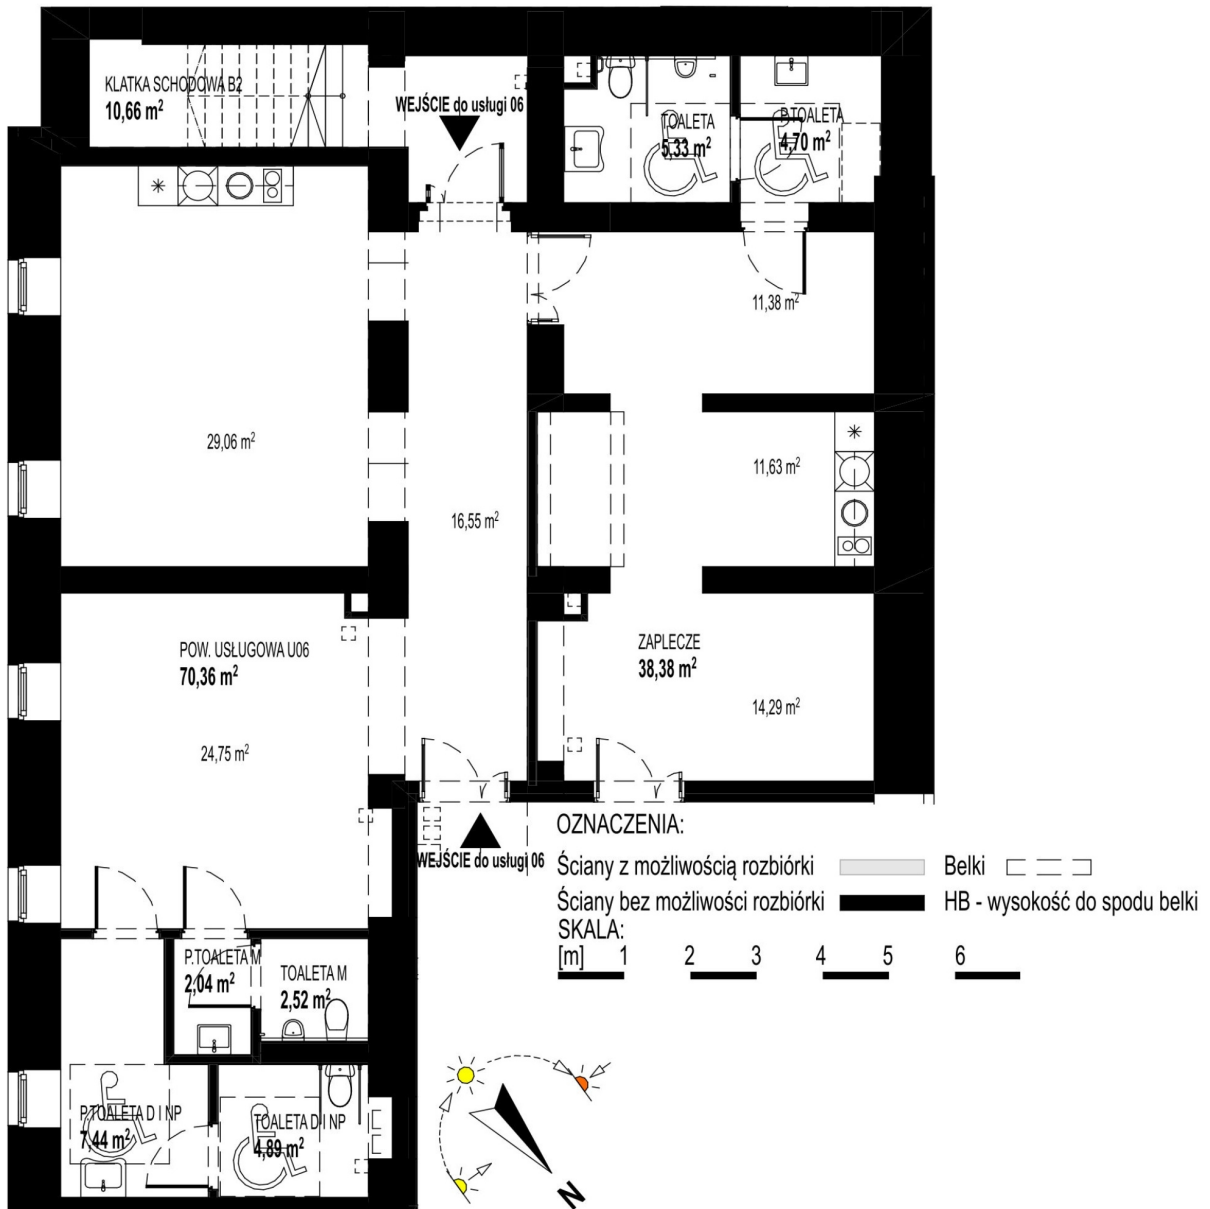 KLATKA SCHODOWA B2
10,66 m²
WEJŚCIE do usługi 06
TOALETA
5,33 m²
P.TOALETA
4,70 m²
11,38 m²
29,06 m²
11,63 m²
16,55 m²
POW. USŁUGOWA U06
70,36 m²
ZAPLECZE
38,38 m²
14,29 m²
24,75 m²
WEJŚCIE do usługi 06
OZNACZENIA:
Ściany z możliwością rozbiórki
Belki
Ściany bez możliwości rozbiórki
HB - wysokość do spodu belki
SKALA:
[m] 1 2 3 4 5 6
P.TOALETA M
2,04 m²
TOALETA M
2,52 m²
P.TOALETA D I NP
7,44 m²
TOALETA D I NP
4,89 m²
N